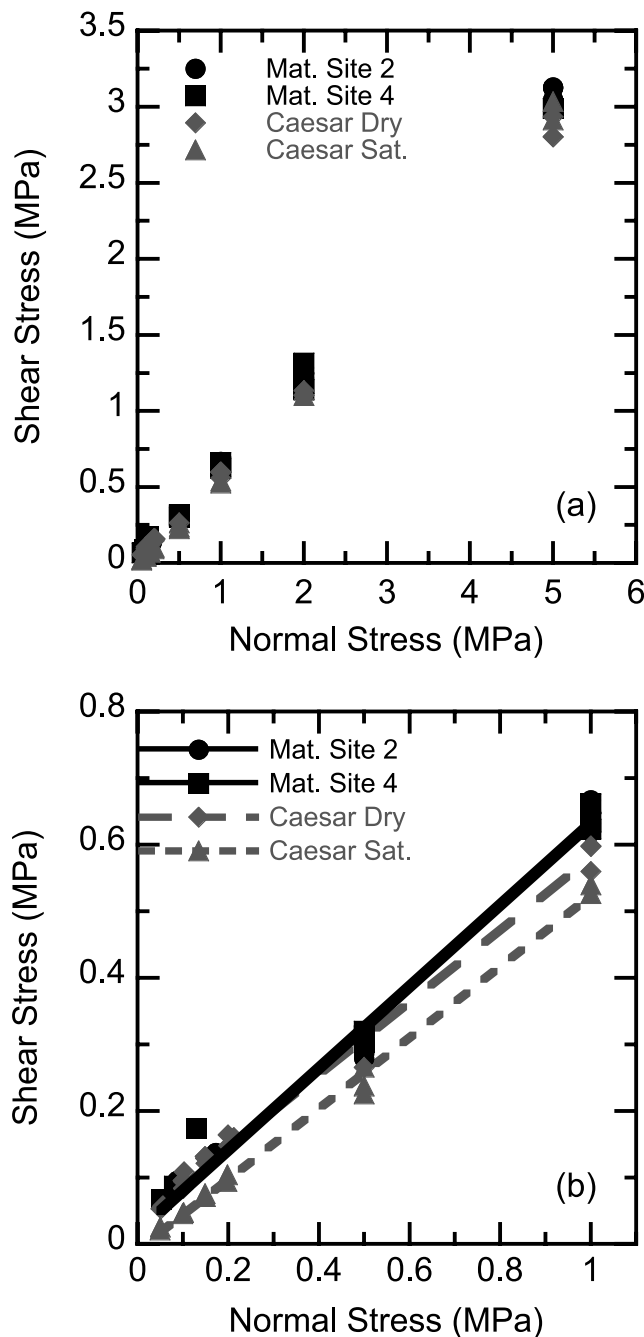 3.5
Mat. Site 2
Mat. Site 4
3
Caesar Dry
Caesar Sat.
2.5
2
Shear Stress (MPa)
1.5
1
0.5
(a)
0
0 1 2 3 4 5 6
Normal Stress (MPa)
0.8
Mat. Site 2
Mat. Site 4
Caesar Dry
0.6
Caesar Sat.
Shear Stress (MPa)
0.4
0.2
(b)
0
0 0.2 0.4 0.6 0.8 1
Normal Stress (MPa)